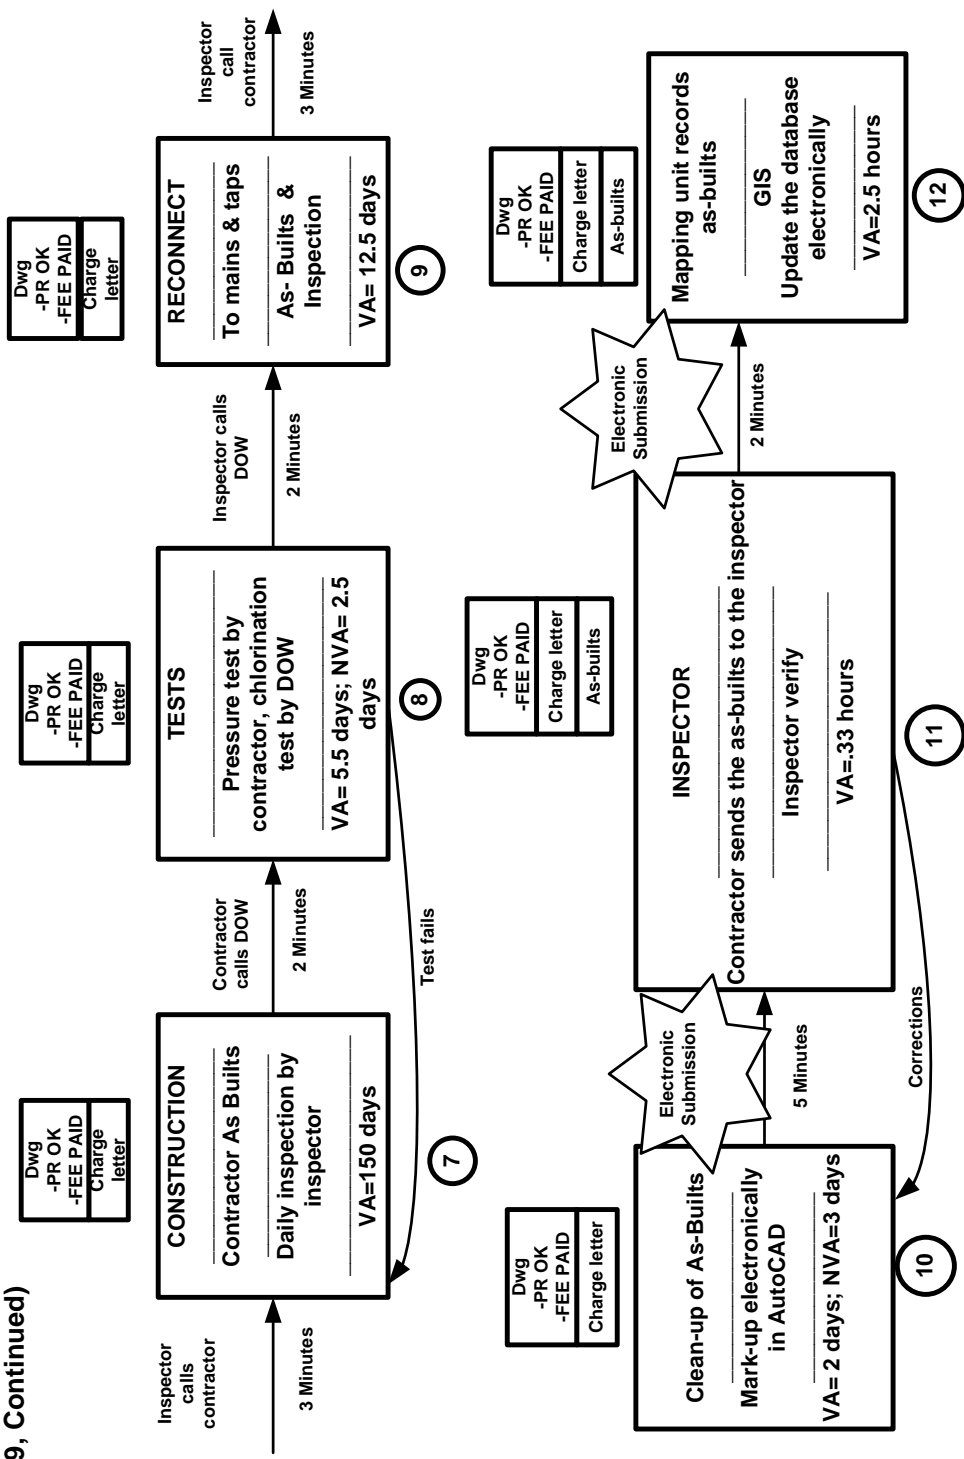 9, Continued)
Inspector
calls
contractor
3 Minutes
Dwg
-PR OK
-FEE PAID
Charge
letter
CONSTRUCTION
Contractor As Builts
Daily inspection by
inspector
VA=150 days
7
Contractor
calls DOW
2 Minutes
Test fails
Dwg
-PR OK
-FEE PAID
Charge
letter
TESTS
Pressure test by
contractor, chlorination
test by DOW
VA= 5.5 days; NVA= 2.5
days
8
Inspector calls
DOW
2 Minutes
Dwg
-PR OK
-FEE PAID
Charge
letter
RECONNECT
To mains & taps
As- Builts &
Inspection
VA= 12.5 days
9
Inspector
call
contractor
3 Minutes
Dwg
-PR OK
-FEE PAID
Charge letter
Clean-up of As-Builts
Mark-up electronically
in AutoCAD
VA= 2 days; NVA=3 days
10
Electronic
Submission
5 Minutes
Corrections
Dwg
-PR OK
-FEE PAID
Charge letter
As-builts
INSPECTOR
Contractor sends the as-builts to the inspector
Inspector verify
VA=.33 hours
11
Electronic
Submission
2 Minutes
Dwg
-PR OK
-FEE PAID
Charge letter
As-builts
Mapping unit records
as-builts
GIS
Update the database
electronically
VA=2.5 hours
12